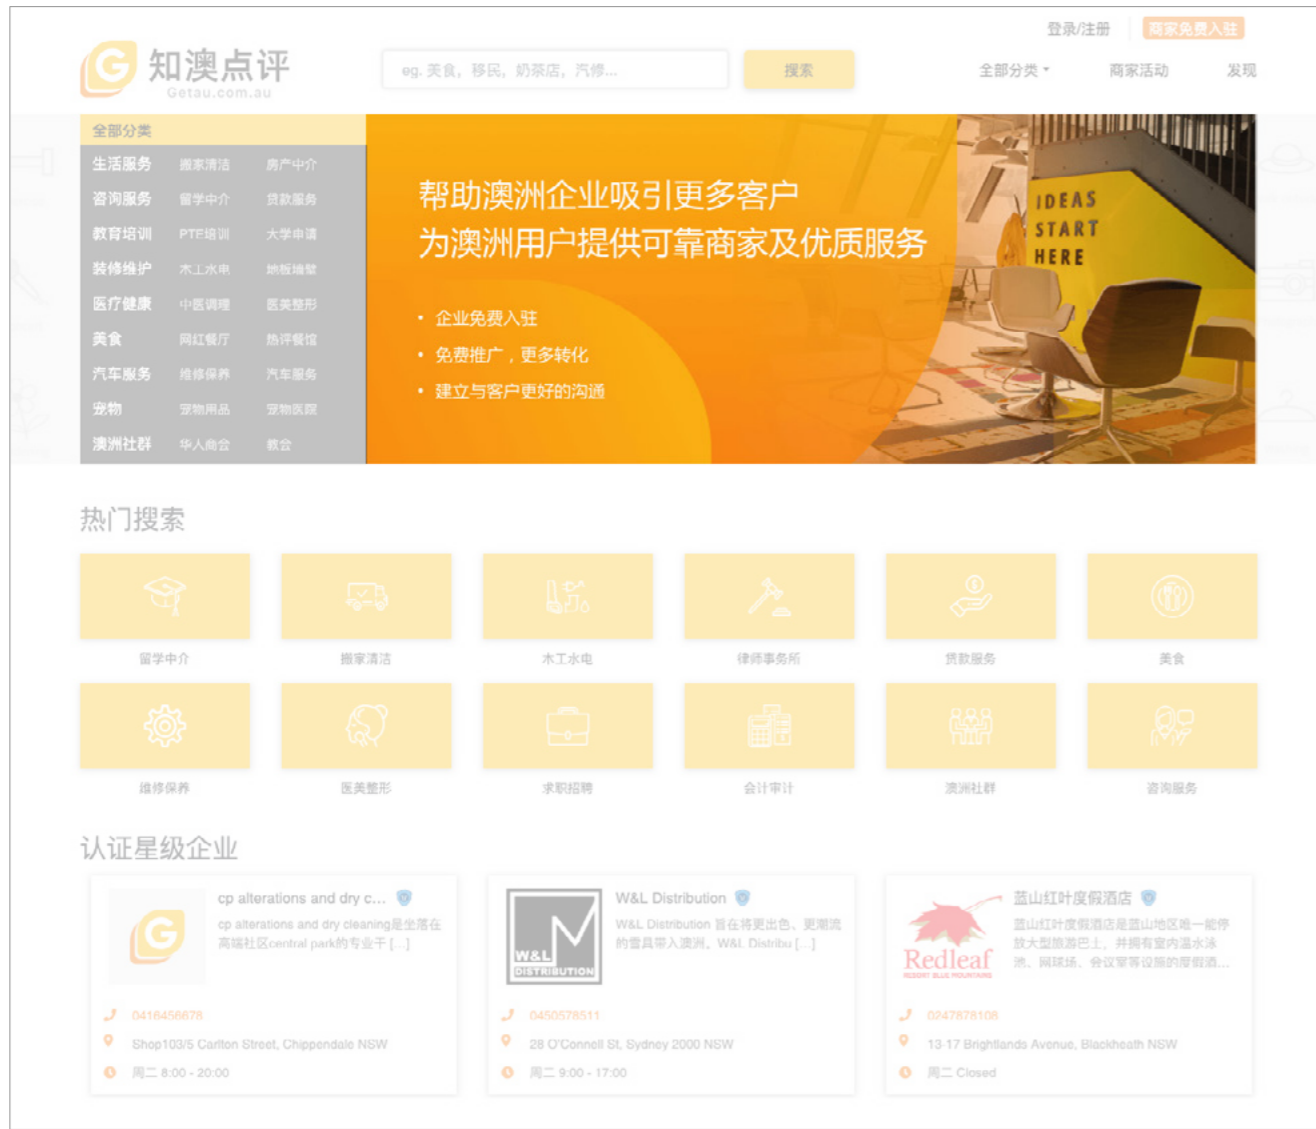 登录/注册
商家免费入驻
G
知澳点评
Getau.com.au
eg. 美食，移民，奶茶店，汽修...
搜索
全部分类
商家活动
发现
全部分类
生活服务 搬家清洁 房产中介
咨询服务 留学中介 贷款服务
教育培训 PTE培训 大学申请
装修维护 木工水电 地板墙壁
医疗健康 中医调理 医美整形
美食 网红餐厅 热评餐馆
汽车服务 维修保养 汽车服务
宠物 宠物用品 宠物医院
澳洲社群 华人商会 教会
帮助澳洲企业吸引更多客户
为澳洲用户提供可靠商家及优质服务
• 企业免费入驻
• 免费推广，更多转化
• 建立与客户更好的沟通
IDEAS
START
HERE
热门搜索
留学中介 搬家清洁 木工水电 律师事务所 贷款服务 美食
维修保养 医美整形 求职招聘 会计审计 澳洲社群 咨询服务
认证星级企业
G
cp alterations and dry c...
cp alterations and dry cleaning是坐落在
高端社区central park的专业干 [...]
0416456678
Shop103/5 Carlton Street, Chippendale NSW
周二 8:00 - 20:00
W&L
DISTRIBUTION
W&L Distribution
W&L Distribution 旨在将更出色、更潮流
的雪具带入澳洲。W&L Distribu [...]
0450578511
28 O'Connell St, Sydney 2000 NSW
周二 9:00 - 17:00
Redleaf
RESORT BLUE MOUNTAINS
蓝山红叶度假酒店
蓝山红叶度假酒店是蓝山地区唯一能停
放大型旅游巴士，并拥有室内温水泳
池、网球场、会议室等设施的度假酒...
0247878108
13-17 Brightlands Avenue, Blackheath NSW
周二 Closed